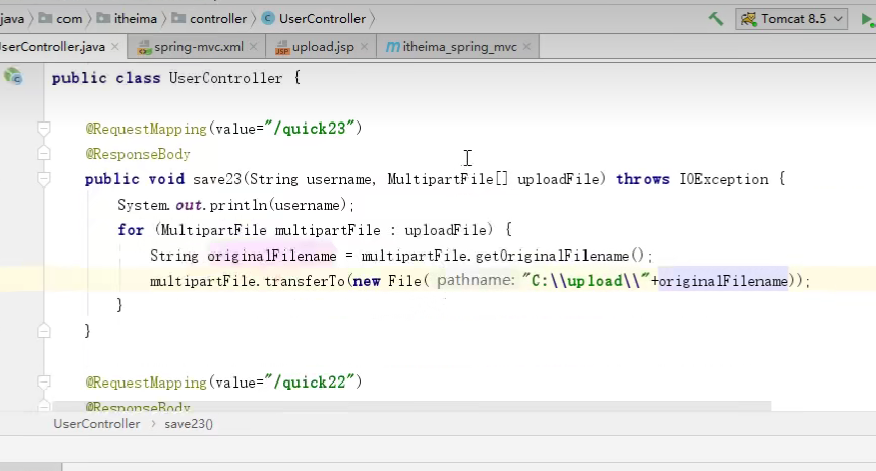 java com itheima controller UserController Tomcat 8.5
serController.java spring-mvc.xml upload.jsp itheima_spring_mvc
public class UserController {
@RequestMapping(value="/quick23")
@ResponseBody
public void save23(String username, MultipartFile[] uploadFile) throws IOException {
System.out.println(username);
for (MultipartFile multipartFile : uploadFile) {
String originalFilename = multipartFile.getOriginalFilename();
multipartFile.transferTo(new File( pathname: "C:\\upload\\"+originalFilename));
}
}
@RequestMapping(value="/quick22")
@ResponseBody
UserController save23()